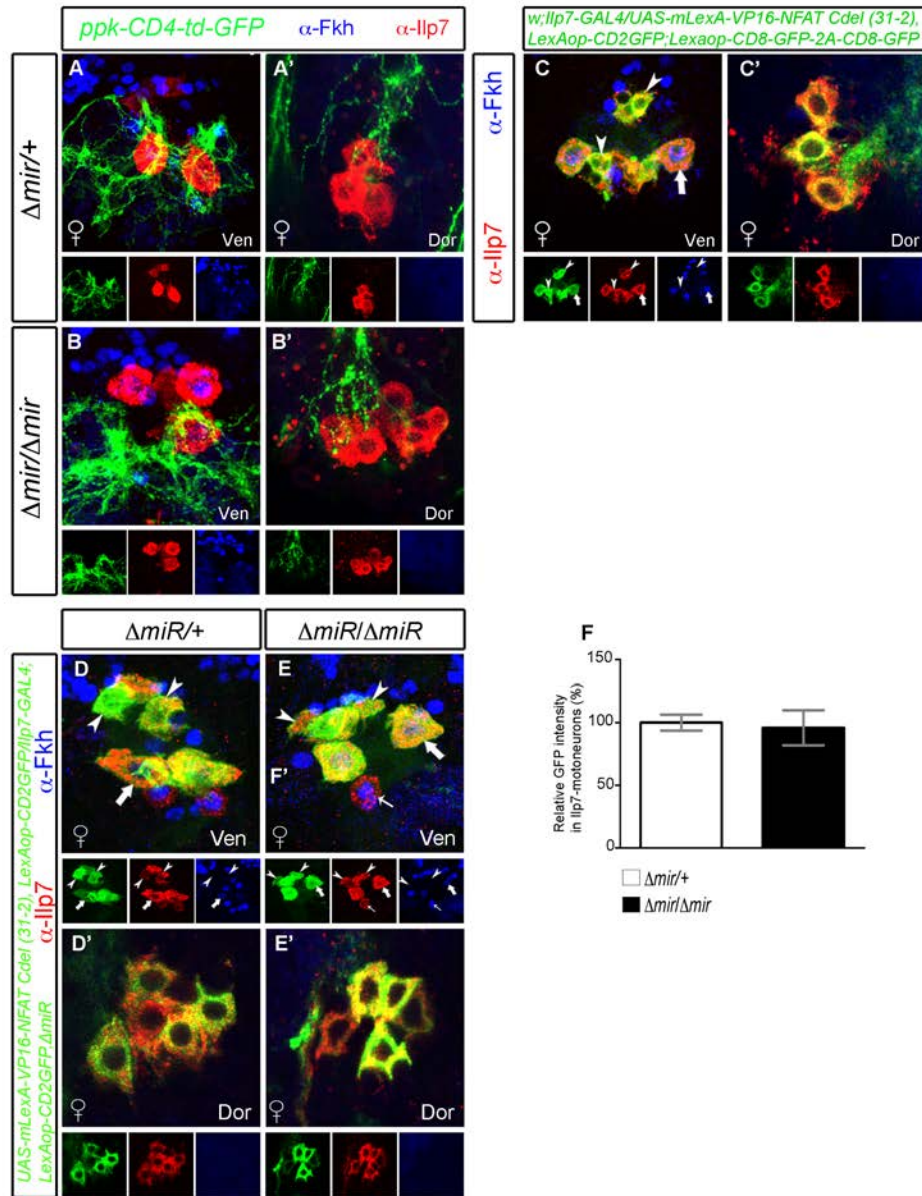 ppk-CD4-td-GFP α-Fkh α-Ilp7
w;Ilp7-GAL4/UAS-mLexA-VP16-NFAT Cdel (31-2),
LexAop-CD2GFP;Lexaop-CD8-GFP-2A-CD8-GFP
Δmir/+
A
♀
Ven
A'
♀
Dor
α-Ilp7 α-Fkh
C
♀
Ven
C'
♀
Dor
Δmir/Δmir
B
♀
Ven
B'
♀
Dor
ΔmiR/+
ΔmiR/ΔmiR
UAS-mLexA-VP16-NFAT Cdel (31-2), LexAop-CD2GFP/Ilp7-GAL4;
LexAop-CD2GFP,ΔmiR
α-Ilp7 α-Fkh
D
♀
Ven
E
F'
♀
Ven
D'
♀
Dor
E'
♀
Dor
F
Relative GFP intensity
in Ilp7-motoneurons (%)
150
100
50
0
Δmir/+
Δmir/Δmir